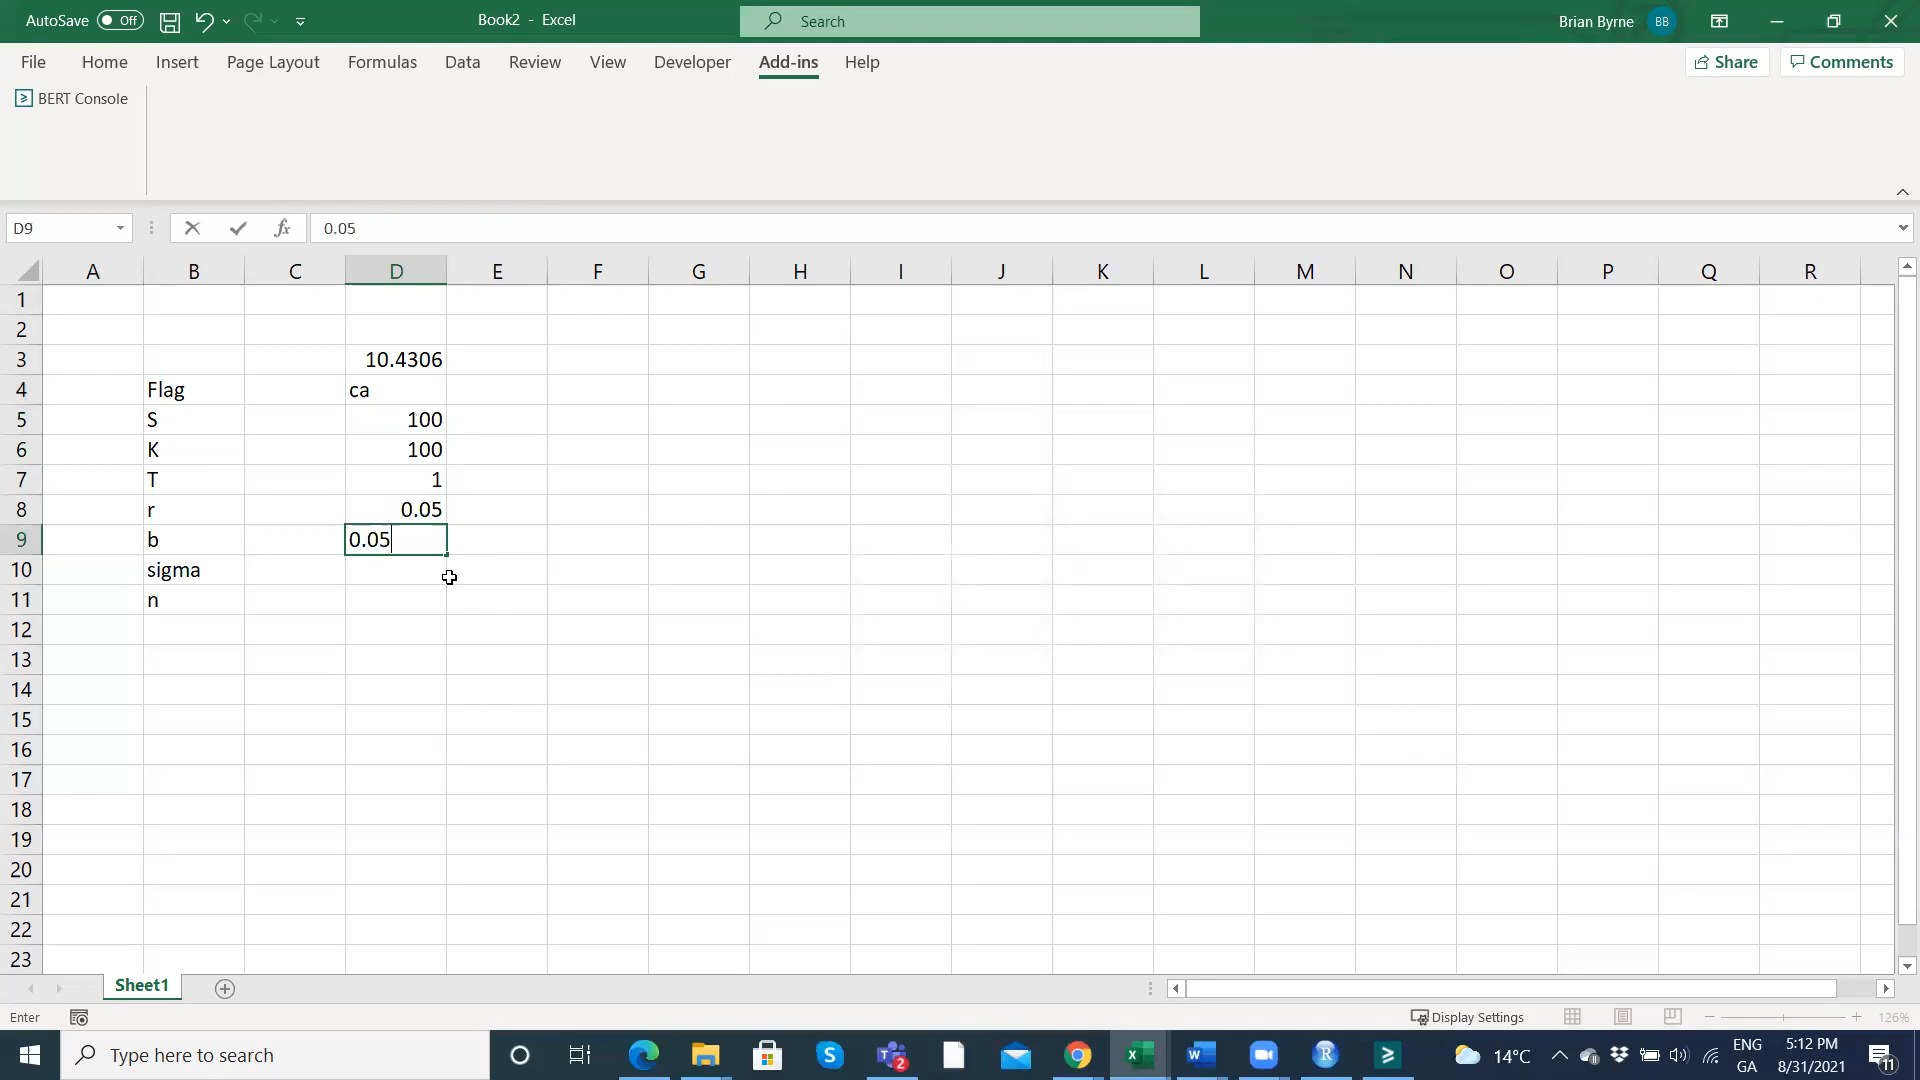 AutoSave Off Book2 - Excel Search Brian Byrne BB
File Home Insert Page Layout Formulas Data Review View Developer Add-ins Help Share Comments
BERT Console
D9 fx 0.05
A B C D E F G H I J K L M N O P Q R
1
2
3 10.4306
4 Flag ca
5 S 100
6 K 100
7 T 1
8 r 0.05
9 b 0.05
10 sigma
11 n
12
13
14
15
16
17
18
19
20
21
22
23
Sheet1
Enter Display Settings 126%
Type here to search 2 14°C ENG 5:12 PM 11
GA 8/31/2021